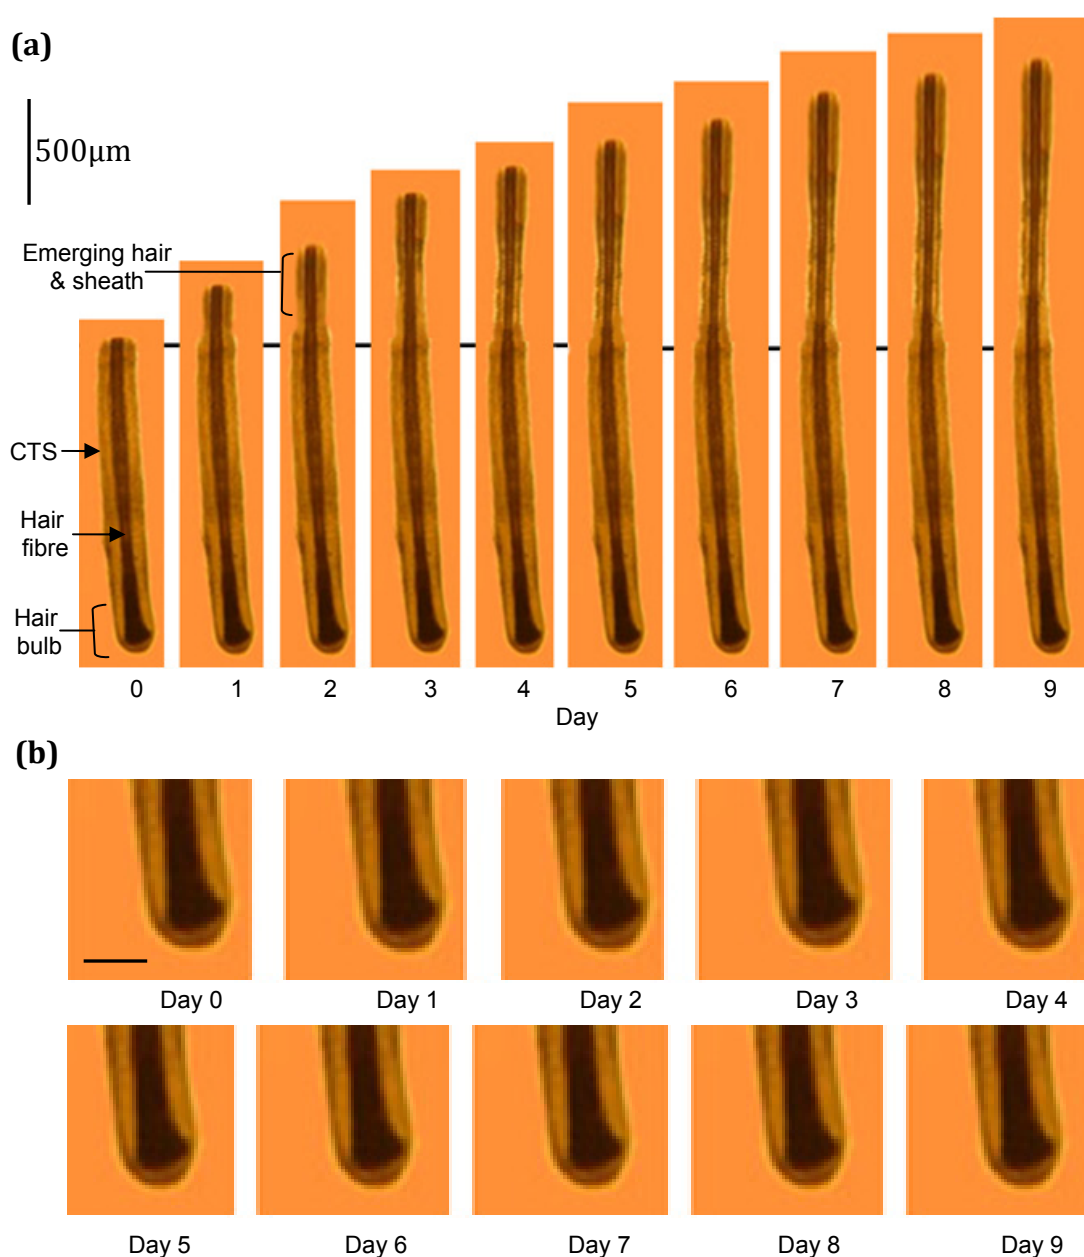 (a)
500µm
Emerging hair
& sheath
CTS
Hair
fibre
Hair
bulb
0 1 2 3 4 5 6 7 8 9
Day
(b)
Day 0 Day 1 Day 2 Day 3 Day 4
Day 5 Day 6 Day 7 Day 8 Day 9